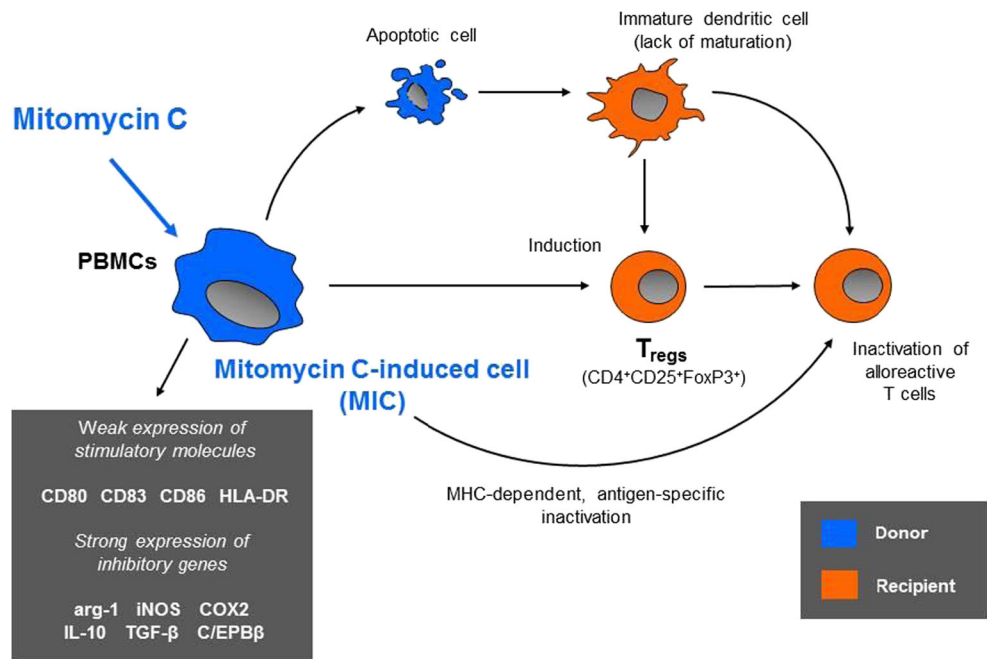 Apoptotic cell
Immature dendritic cell
(lack of maturation)
Mitomycin C
PBMCs
Induction
Mitomycin C-induced cell
(MIC)
Tregs
(CD4⁺CD25⁺FoxP3⁺)
Inactivation of
alloreactive
T cells
Weak expression of
stimulatory molecules
CD80 CD83 CD86 HLA-DR
Strong expression of
inhibitory genes
arg-1 iNOS COX2
IL-10 TGF-β C/EPBβ
MHC-dependent, antigen-specific
inactivation
Donor
Recipient